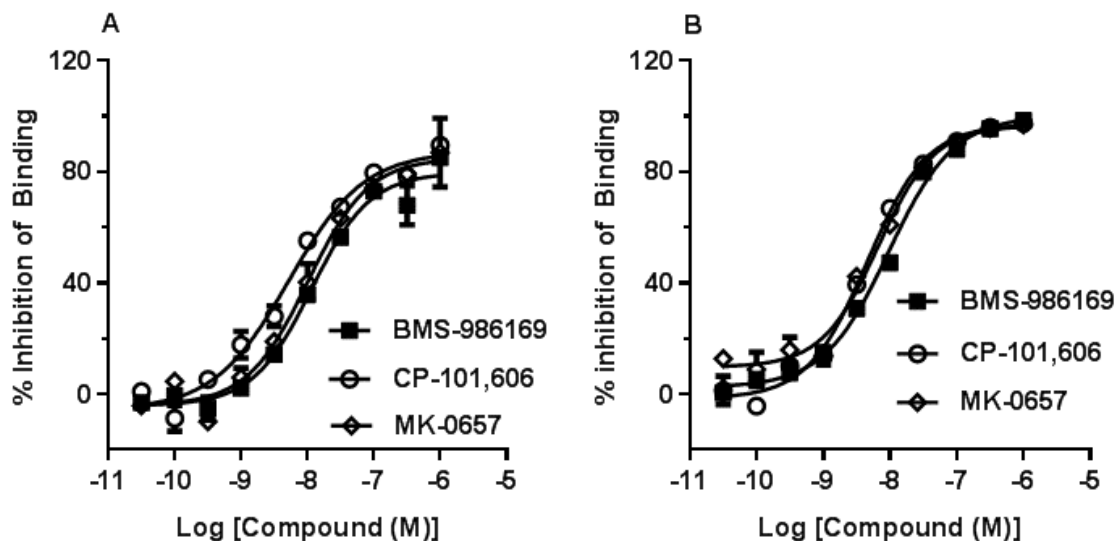 A
120
80
40
0
% Inhibition of Binding
BMS-986169
CP-101,606
MK-0657
-11 -10 -9 -8 -7 -6 -5
Log [Compound (M)]
B
120
80
40
0
% inhibition of Binding
BMS-986169
CP-101,606
MK-0657
-11 -10 -9 -8 -7 -6 -5
Log [Compound (M)]